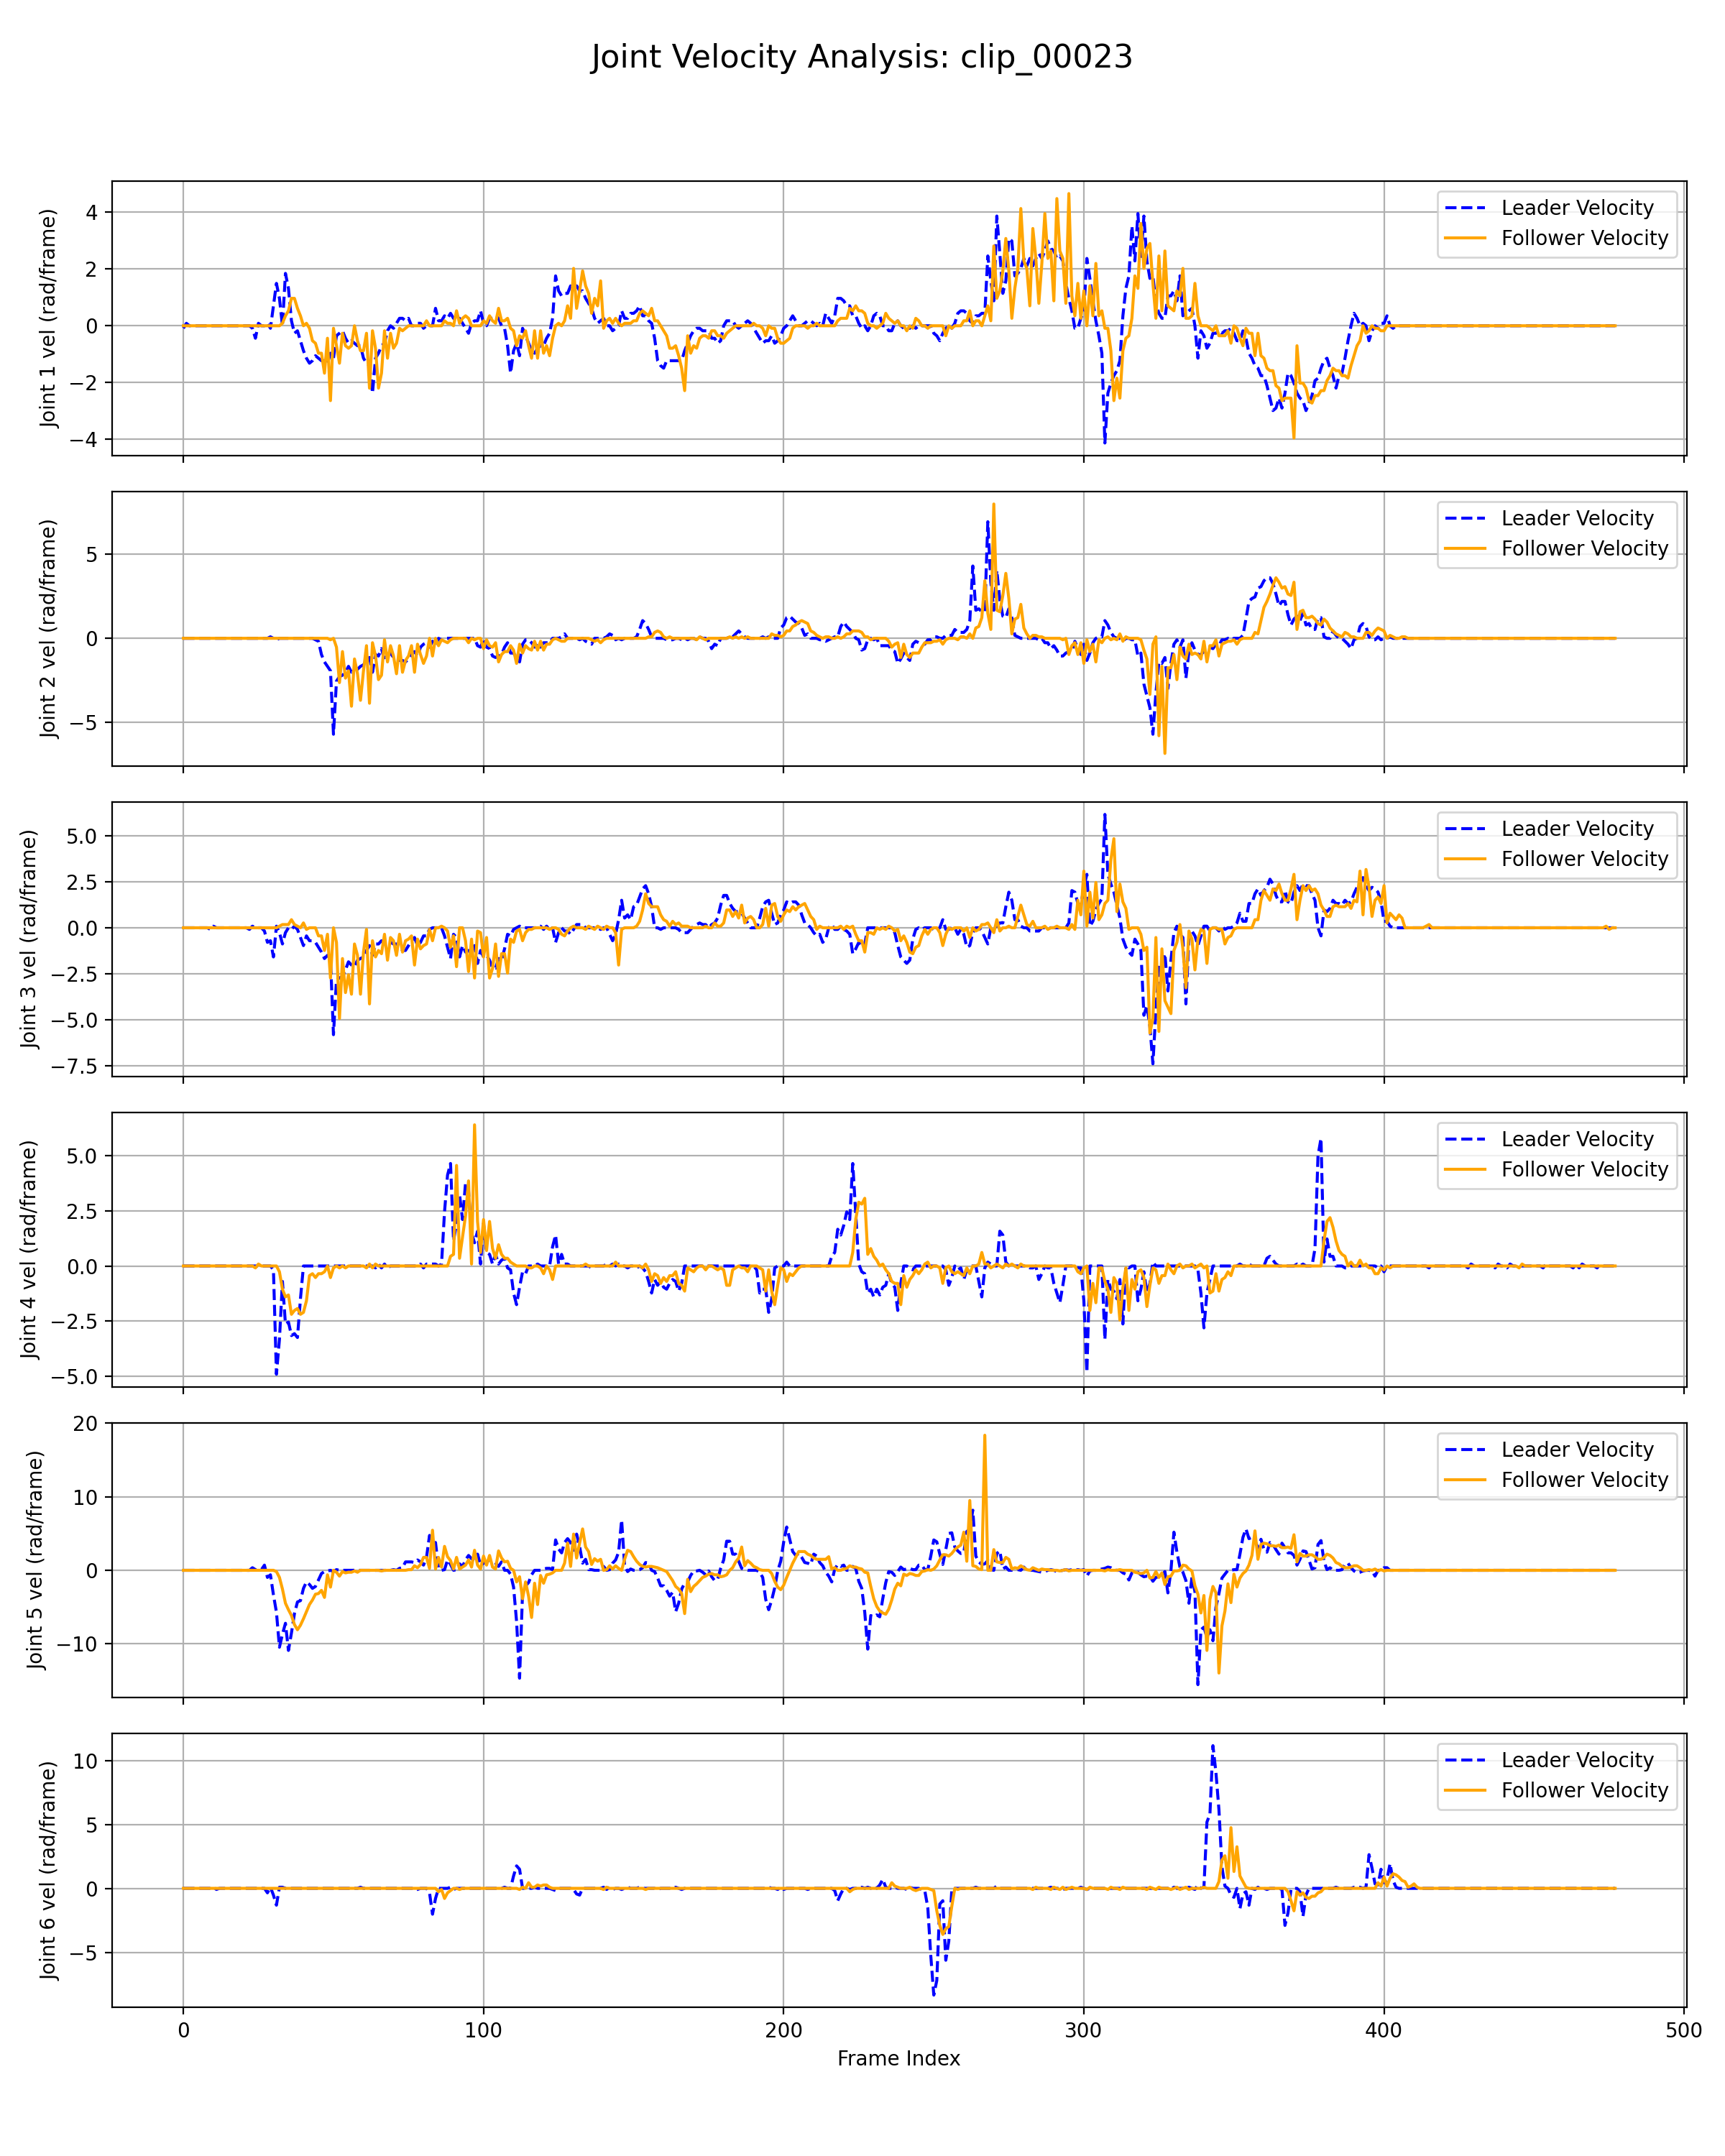 Joint Velocity Analysis: clip_00023
Joint 1 vel (rad/frame)
4
2
0
−2
−4
Leader Velocity
Follower Velocity
Joint 2 vel (rad/frame)
5
0
−5
Leader Velocity
Follower Velocity
Joint 3 vel (rad/frame)
5.0
2.5
0.0
−2.5
−5.0
−7.5
Leader Velocity
Follower Velocity
Joint 4 vel (rad/frame)
5.0
2.5
0.0
−2.5
−5.0
Leader Velocity
Follower Velocity
Joint 5 vel (rad/frame)
20
10
0
−10
Leader Velocity
Follower Velocity
Joint 6 vel (rad/frame)
10
5
0
−5
Leader Velocity
Follower Velocity
0 100 200 300 400 500
Frame Index